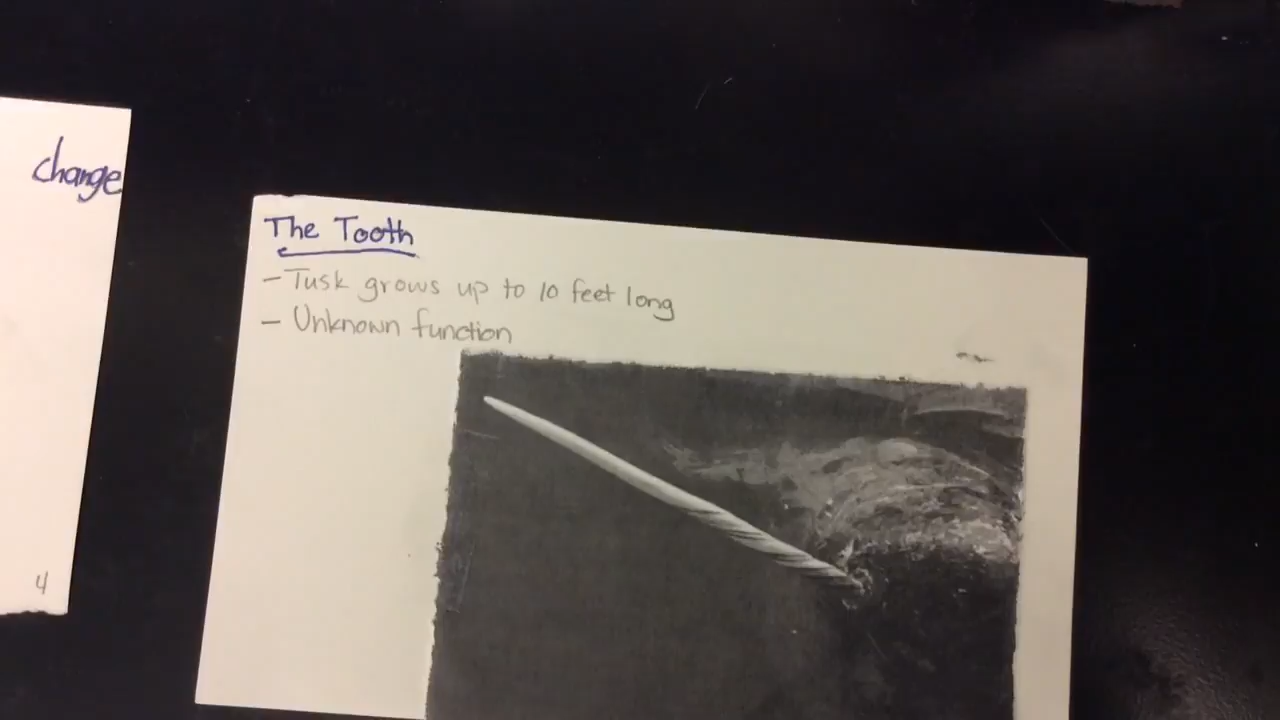 change
4
The Tooth
- Tusk grows up to 10 feet long
- Unknown function